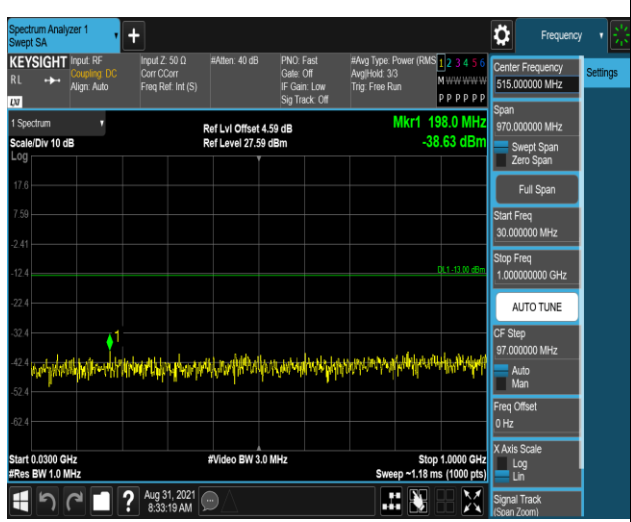 Spectrum Analyzer 1
Swept SA
Frequency
KEYSIGHT
RL
LXI
Input: RF
Coupling: DC
Align: Auto
Input Z: 50 Ω
Corr CCorr
Freq Ref: Int (S)
#Atten: 40 dB
PNO: Fast
Gate: Off
IF Gain: Low
Sig Track: Off
#Avg Type: Power (RMS
Avg|Hold: 3/3
Trig: Free Run
1 2 3 4 5 6
M W W W W W
P P P P P P
1 Spectrum
Scale/Div 10 dB
Log
Ref Lvl Offset 4.59 dB
Ref Level 27.59 dBm
Mkr1 198.0 MHz
-38.63 dBm
17.6
7.59
-2.41
-12.4
-22.4
-32.4
-42.4
-52.4
-62.4
DL1 -13.00 dBm
1
Start 0.0300 GHz
#Res BW 1.0 MHz
#Video BW 3.0 MHz
Stop 1.0000 GHz
Sweep ~1.18 ms (1000 pts)
Aug 31, 2021
8:33:19 AM
?
Center Frequency
515.000000 MHz
Settings
Span
970.000000 MHz
Swept Span
Zero Span
Full Span
Start Freq
30.000000 MHz
Stop Freq
1.000000000 GHz
AUTO TUNE
CF Step
97.000000 MHz
Auto
Man
Freq Offset
0 Hz
X Axis Scale
Log
Lin
Signal Track
(Span Zoom)